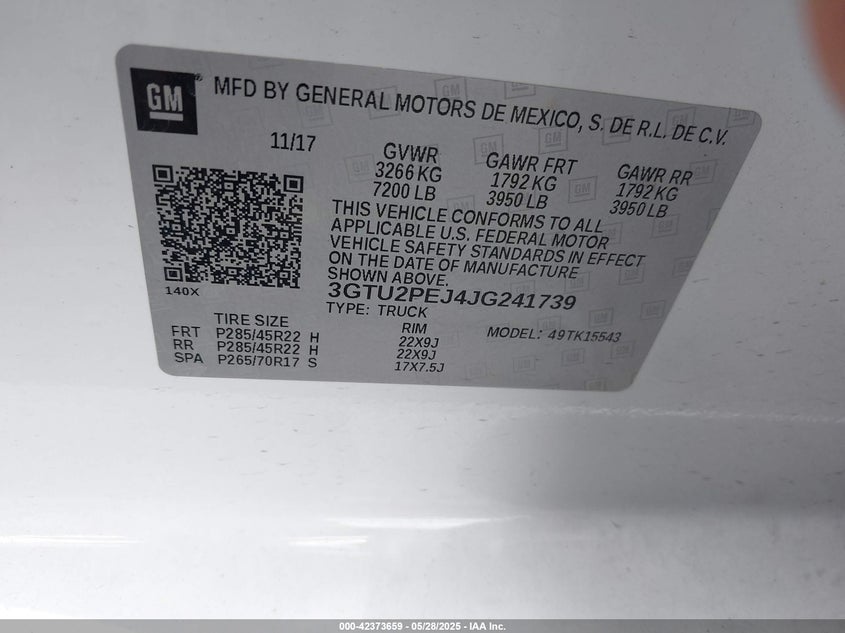 GM
MFD BY GENERAL MOTORS DE MEXICO, S. DE R.L. DE C.V.
11/17 GVWR GAWR FRT GAWR RR
3266 KG 1792 KG 1792 KG
7200 LB 3950 LB 3950 LB
THIS VEHICLE CONFORMS TO ALL
APPLICABLE U.S. FEDERAL MOTOR
VEHICLE SAFETY STANDARDS IN EFFECT
ON THE DATE OF MANUFACTURE
SHOWN ABOVE.
140X
3GTU2PEJ4JG241739
TYPE: TRUCK
TIRE SIZE RIM MODEL: 49TK15543
FRT P285/45R22 H 22X9J
RR P285/45R22 H 22X9J
SPA P265/70R17 S 17X7.5J
000-42373659 - 05/28/2025 - IAA Inc.